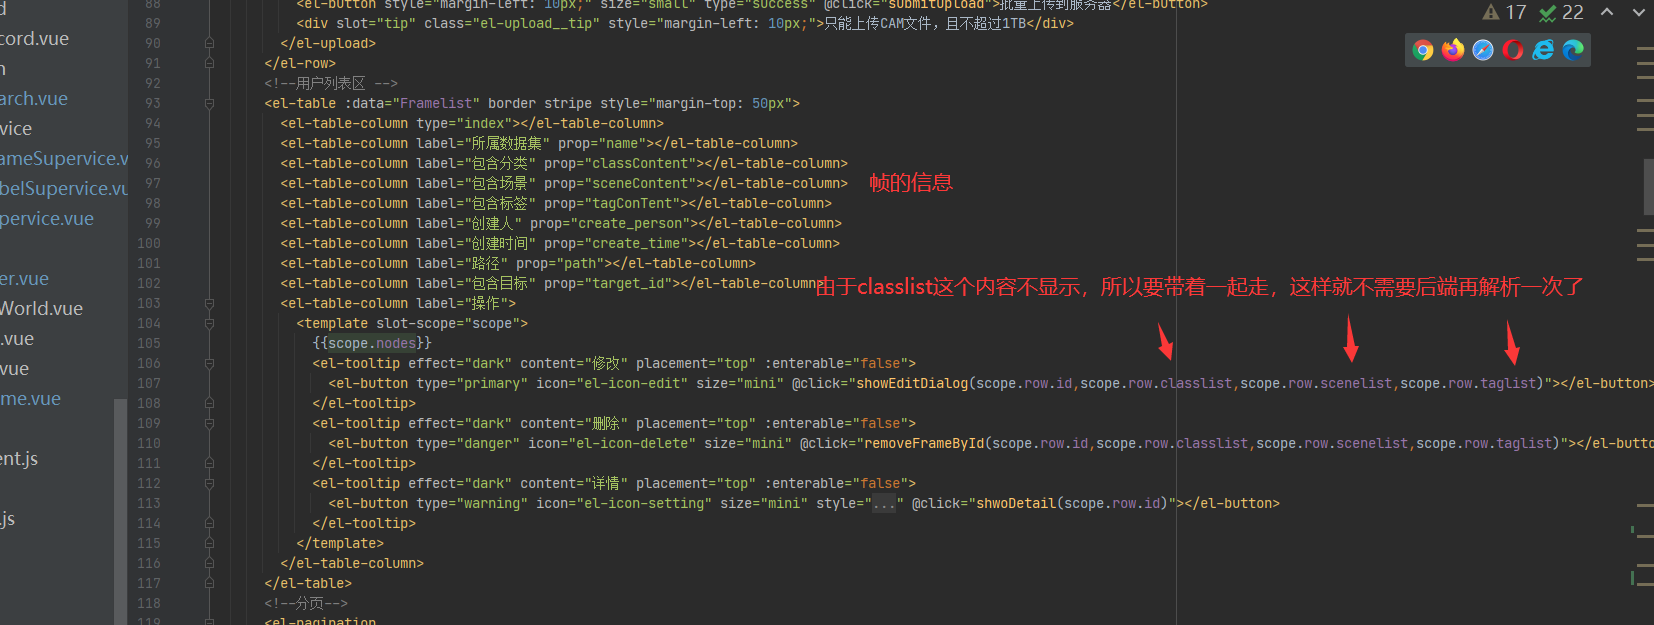 88 <el-button style="margin-left: 10px;" size="small" type="success" @click="submitUpload">批量上传到服务器</el-button>
17 22
89 <div slot="tip" class="el-upload__tip" style="margin-left: 10px;">只能上传CAM文件，且不超过1TB</div>
cord.vue
90 </el-upload>
91 </el-row>
92 <!--用户列表区 -->
arch.vue
93 <el-table :data="Framelist" border stripe style="margin-top: 50px">
94 <el-table-column type="index"></el-table-column>
vice
95 <el-table-column label="所属数据集" prop="name"></el-table-column>
ameSupervice.v
96 <el-table-column label="包含分类" prop="classContent"></el-table-column>
97 <el-table-column label="包含场景" prop="sceneContent"></el-table-column>
帧的信息
belSupervice.vu
98 <el-table-column label="包含标签" prop="tagConTent"></el-table-column>
pervice.vue
99 <el-table-column label="创建人" prop="create_person"></el-table-column>
100 <el-table-column label="创建时间" prop="create_time"></el-table-column>
101 <el-table-column label="路径" prop="path"></el-table-column>
er.vue
102 <el-table-column label="包含目标" prop="target_id"></el-table-column>
由于classlist这个内容不显示，所以要带着一起走，这样就不需要后端再解析一次了
World.vue
103 <el-table-column label="操作">
104 <template slot-scope="scope">
.vue
105 {{scope.nodes}}
106 <el-tooltip effect="dark" content="修改" placement="top" :enterable="false">
vue
107 <el-button type="primary" icon="el-icon-edit" size="mini" @click="showEditDialog(scope.row.id,scope.row.classlist,scope.row.scenelist,scope.row.taglist)"></el-button>
me.vue
108 </el-tooltip>
109 <el-tooltip effect="dark" content="删除" placement="top" :enterable="false">
110 <el-button type="danger" icon="el-icon-delete" size="mini" @click="removeFrameById(scope.row.id,scope.row.classlist,scope.row.scenelist,scope.row.taglist)"></el-butto
ent.js
111 </el-tooltip>
112 <el-tooltip effect="dark" content="详情" placement="top" :enterable="false">
113 <el-button type="warning" icon="el-icon-setting" size="mini" style="..." @click="shwoDetail(scope.row.id)"></el-button>
.js
114 </el-tooltip>
115 </template>
116 </el-table-column>
117 </el-table>
118 <!--分页-->
119 <el-pagination